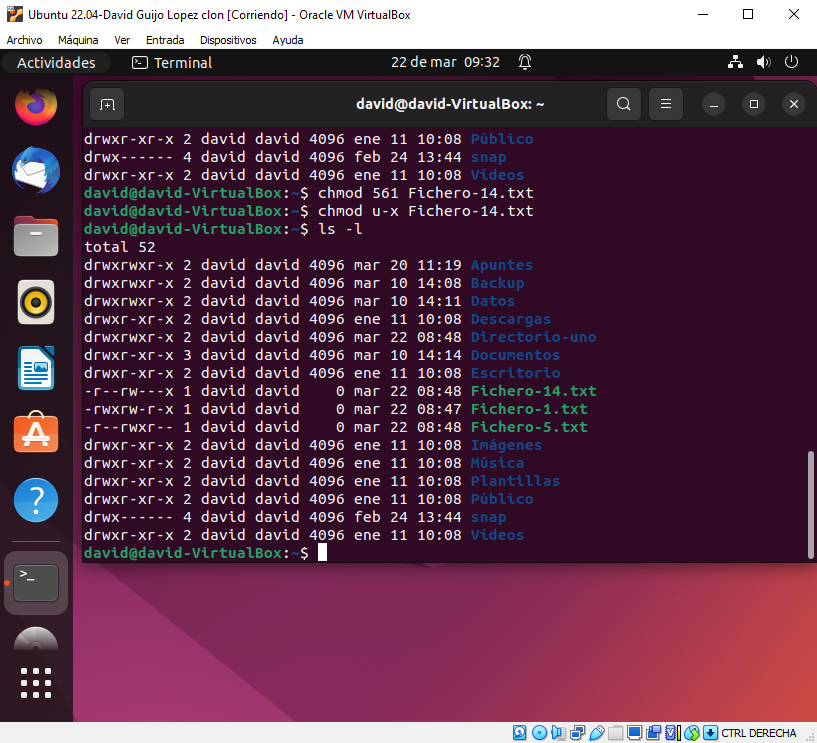 Ubuntu 22.04-David Guijo Lopez clon [Corriendo] - Oracle VM VirtualBox
Archivo Máquina Ver Entrada Dispositivos Ayuda
Actividades Terminal 22 de mar 09:32
david@david-VirtualBox: ~
drwxr-xr-x 2 david david 4096 ene 11 10:08 Público
drwx------ 4 david david 4096 feb 24 13:44 snap
drwxr-xr-x 2 david david 4096 ene 11 10:08 Vídeos
david@david-VirtualBox:~$ chmod 561 Fichero-14.txt
david@david-VirtualBox:~$ chmod u-x Fichero-14.txt
david@david-VirtualBox:~$ ls -l
total 52
drwxrwxr-x 2 david david 4096 mar 20 11:19 Apuntes
drwxrwxr-x 2 david david 4096 mar 10 14:08 Backup
drwxrwxr-x 2 david david 4096 mar 10 14:11 Datos
drwxr-xr-x 2 david david 4096 ene 11 10:08 Descargas
drwxrwxr-x 2 david david 4096 mar 22 08:48 Directorio-uno
drwxr-xr-x 3 david david 4096 mar 10 14:14 Documentos
drwxr-xr-x 2 david david 4096 ene 11 10:08 Escritorio
-r--rw---x 1 david david    0 mar 22 08:48 Fichero-14.txt
-rwxrw-r-x 1 david david    0 mar 22 08:47 Fichero-1.txt
-r--rwxr-- 1 david david    0 mar 22 08:48 Fichero-5.txt
drwxr-xr-x 2 david david 4096 ene 11 10:08 Imágenes
drwxr-xr-x 2 david david 4096 ene 11 10:08 Música
drwxr-xr-x 2 david david 4096 ene 11 10:08 Plantillas
drwxr-xr-x 2 david david 4096 ene 11 10:08 Público
drwx------ 4 david david 4096 feb 24 13:44 snap
drwxr-xr-x 2 david david 4096 ene 11 10:08 Vídeos
david@david-VirtualBox:~$
CTRL DERECHA